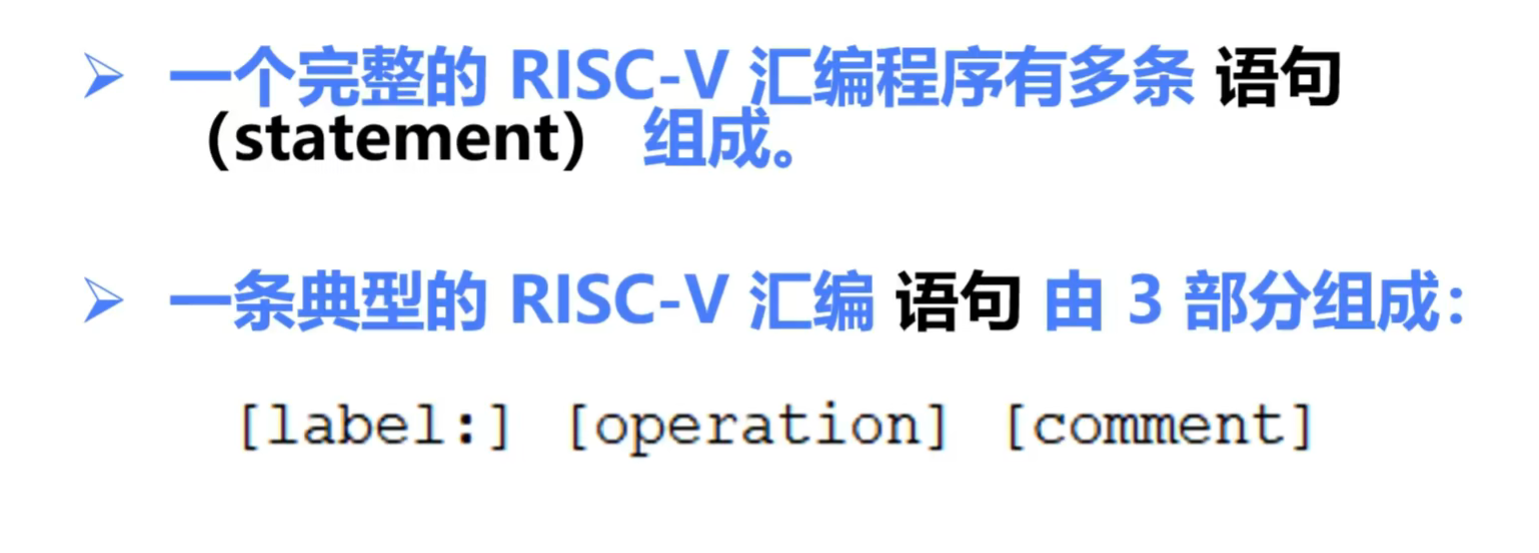 一个完整的 RISC-V 汇编程序有多条 语句
（statement） 组成。
一条典型的 RISC-V 汇编 语句 由 3 部分组成：
[label:] [operation] [comment]